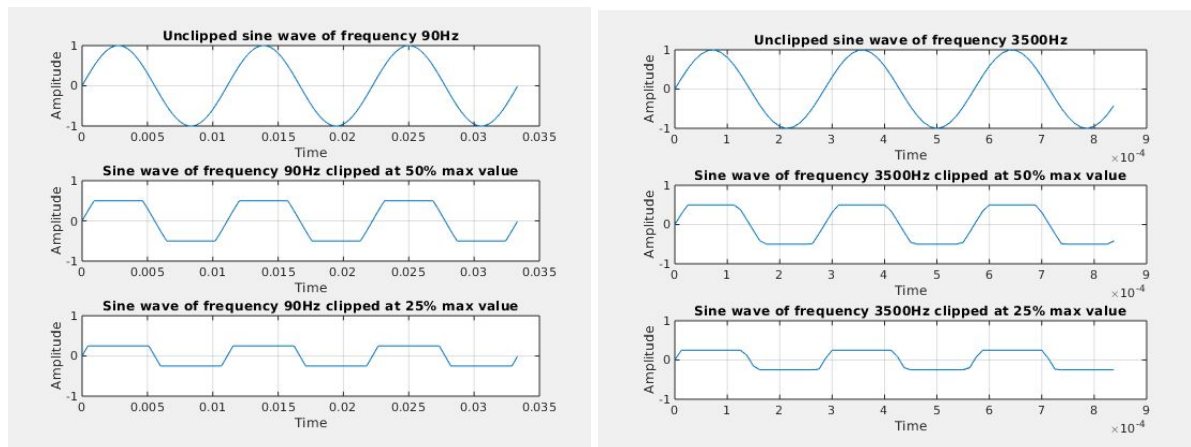 Unclipped sine wave of frequency 90Hz
1
0
-1
Amplitude
0 0.005 0.01 0.015 0.02 0.025 0.03 0.035
Time
Sine wave of frequency 90Hz clipped at 50% max value
1
0
-1
Amplitude
0 0.005 0.01 0.015 0.02 0.025 0.03 0.035
Time
Sine wave of frequency 90Hz clipped at 25% max value
1
0
-1
Amplitude
0 0.005 0.01 0.015 0.02 0.025 0.03 0.035
Time
Unclipped sine wave of frequency 3500Hz
1
0
-1
Amplitude
0 1 2 3 4 5 6 7 8 9
Time
×10⁻⁴
Sine wave of frequency 3500Hz clipped at 50% max value
1
0
-1
Amplitude
0 1 2 3 4 5 6 7 8 9
Time
×10⁻⁴
Sine wave of frequency 3500Hz clipped at 25% max value
1
0
-1
Amplitude
0 1 2 3 4 5 6 7 8 9
Time
×10⁻⁴